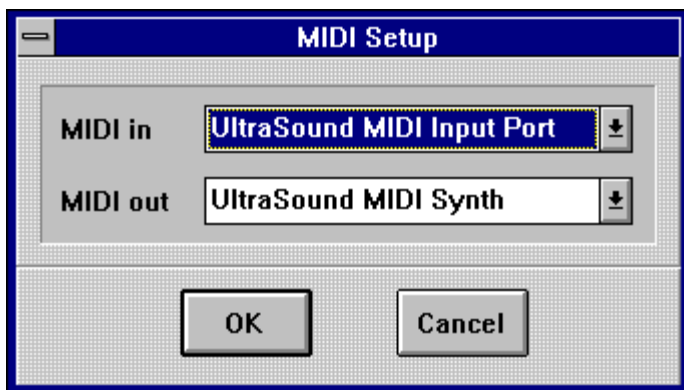 MIDI Setup
MIDI in UltraSound MIDI Input Port
MIDI out UltraSound MIDI Synth
OK Cancel